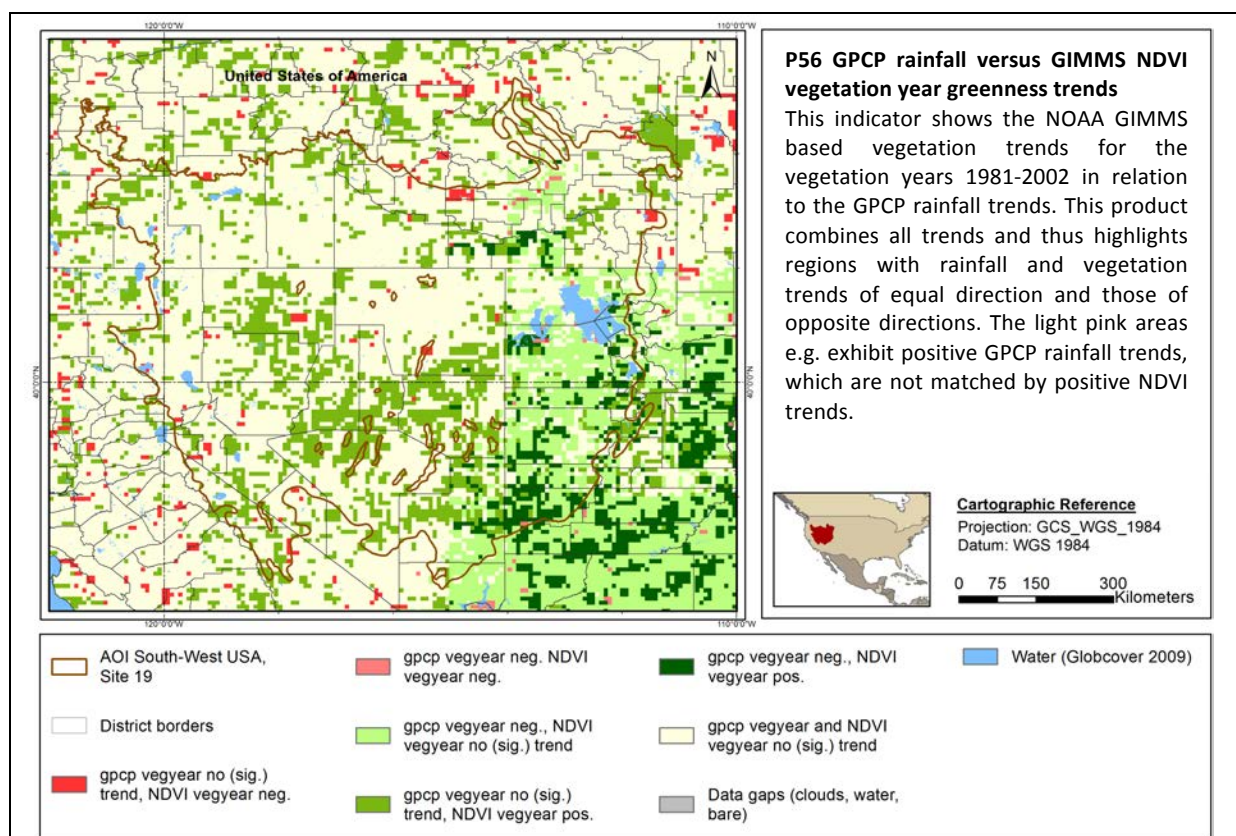 120°0'0"W
110°0'0"W
United States of America
N
40°0'0"N
40°0'0"N
120°0'0"W
110°0'0"W
P56 GPCP rainfall versus GIMMS NDVI
vegetation year greenness trends
This indicator shows the NOAA GIMMS
based vegetation trends for the
vegetation years 1981-2002 in relation
to the GPCP rainfall trends. This product
combines all trends and thus highlights
regions with rainfall and vegetation
trends of equal direction and those of
opposite directions. The light pink areas
e.g. exhibit positive GPCP rainfall trends,
which are not matched by positive NDVI
trends.
Cartographic Reference
Projection: GCS_WGS_1984
Datum: WGS 1984
0 75 150 300
Kilometers
AOI South-West USA,
Site 19
District borders
gpcp vegyear no (sig.)
trend, NDVI vegyear neg.
gpcp vegyear neg. NDVI
vegyear neg.
gpcp vegyear neg., NDVI
vegyear no (sig.) trend
gpcp vegyear no (sig.)
trend, NDVI vegyear pos.
gpcp vegyear neg., NDVI
vegyear pos.
gpcp vegyear and NDVI
vegyear no (sig.) trend
Data gaps (clouds, water,
bare)
Water (Globcover 2009)